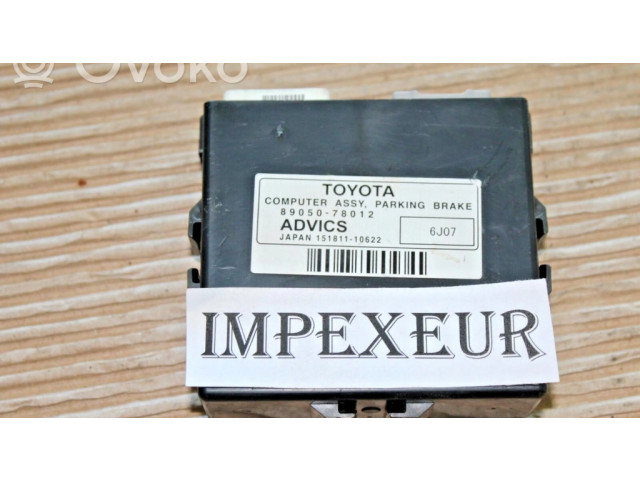 Ovoko
TOYOTA
COMPUTER ASSY, PARKING BRAKE
89050-78012
ADVICS
6J07
JAPAN 151811-10622
IMPEXEUR